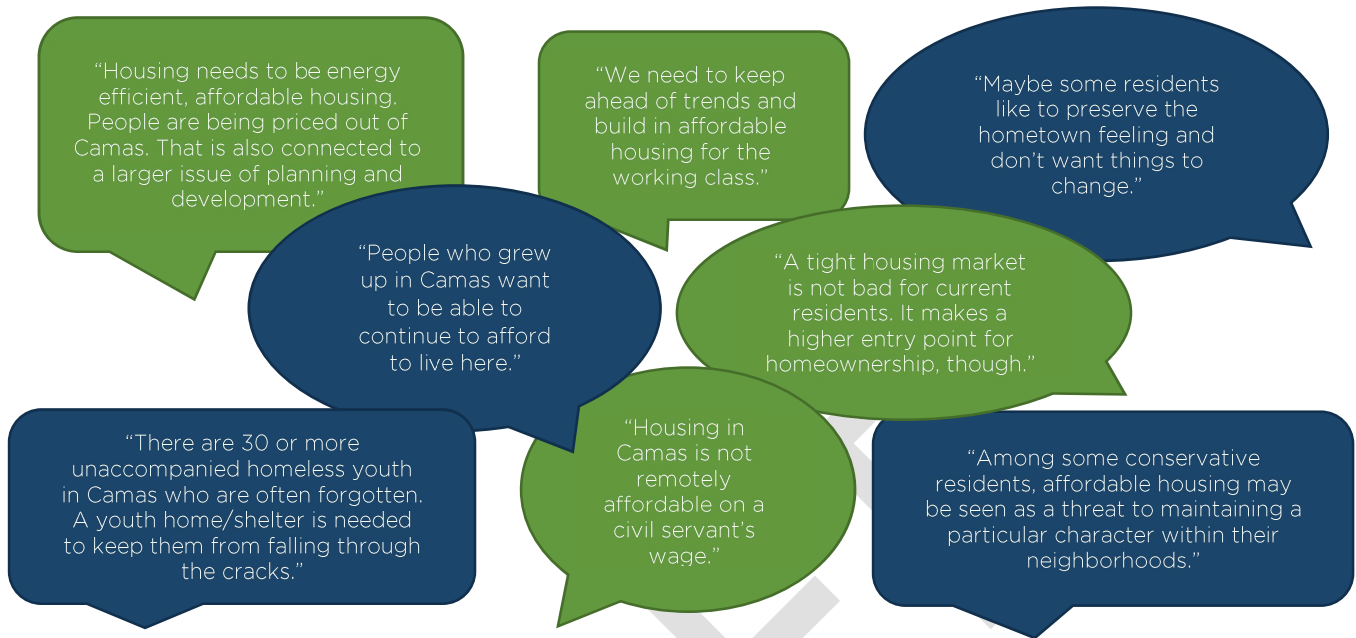 “Housing needs to be energy
efficient, affordable housing.
People are being priced out of
Camas. That is also connected to
a larger issue of planning and
development.”
“We need to keep
ahead of trends and
build in affordable
housing for the
working class.”
“Maybe some residents
like to preserve the
hometown feeling and
don’t want things to
change.”
“People who grew
up in Camas want
to be able to
continue to afford
to live here.”
“A tight housing market
is not bad for current
residents. It makes a
higher entry point for
homeownership, though.”
“There are 30 or more
unaccompanied homeless youth
in Camas who are often forgotten.
A youth home/shelter is needed
to keep them from falling through
the cracks.”
“Housing in
Camas is not
remotely
affordable on a
civil servant’s
wage.”
“Among some conservative
residents, affordable housing may
be seen as a threat to maintaining a
particular character within their
neighborhoods.”